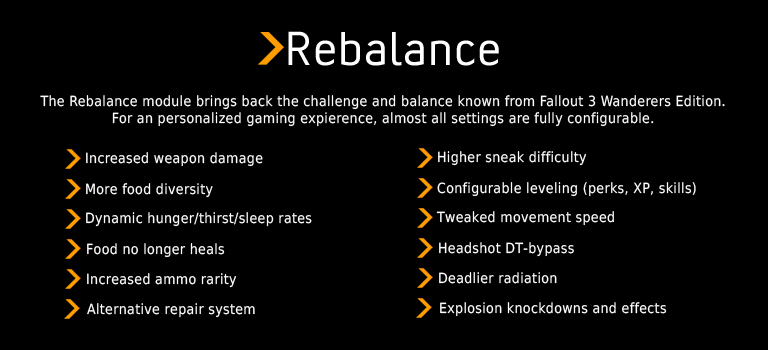 Rebalance
The Rebalance module brings back the challenge and balance known from Fallout 3 Wanderers Edition.
For an personalized gaming expierence, almost all settings are fully configurable.
Increased weapon damage
More food diversity
Dynamic hunger/thirst/sleep rates
Food no longer heals
Increased ammo rarity
Alternative repair system
Higher sneak difficulty
Configurable leveling (perks, XP, skills)
Tweaked movement speed
Headshot DT-bypass
Deadlier radiation
Explosion knockdowns and effects